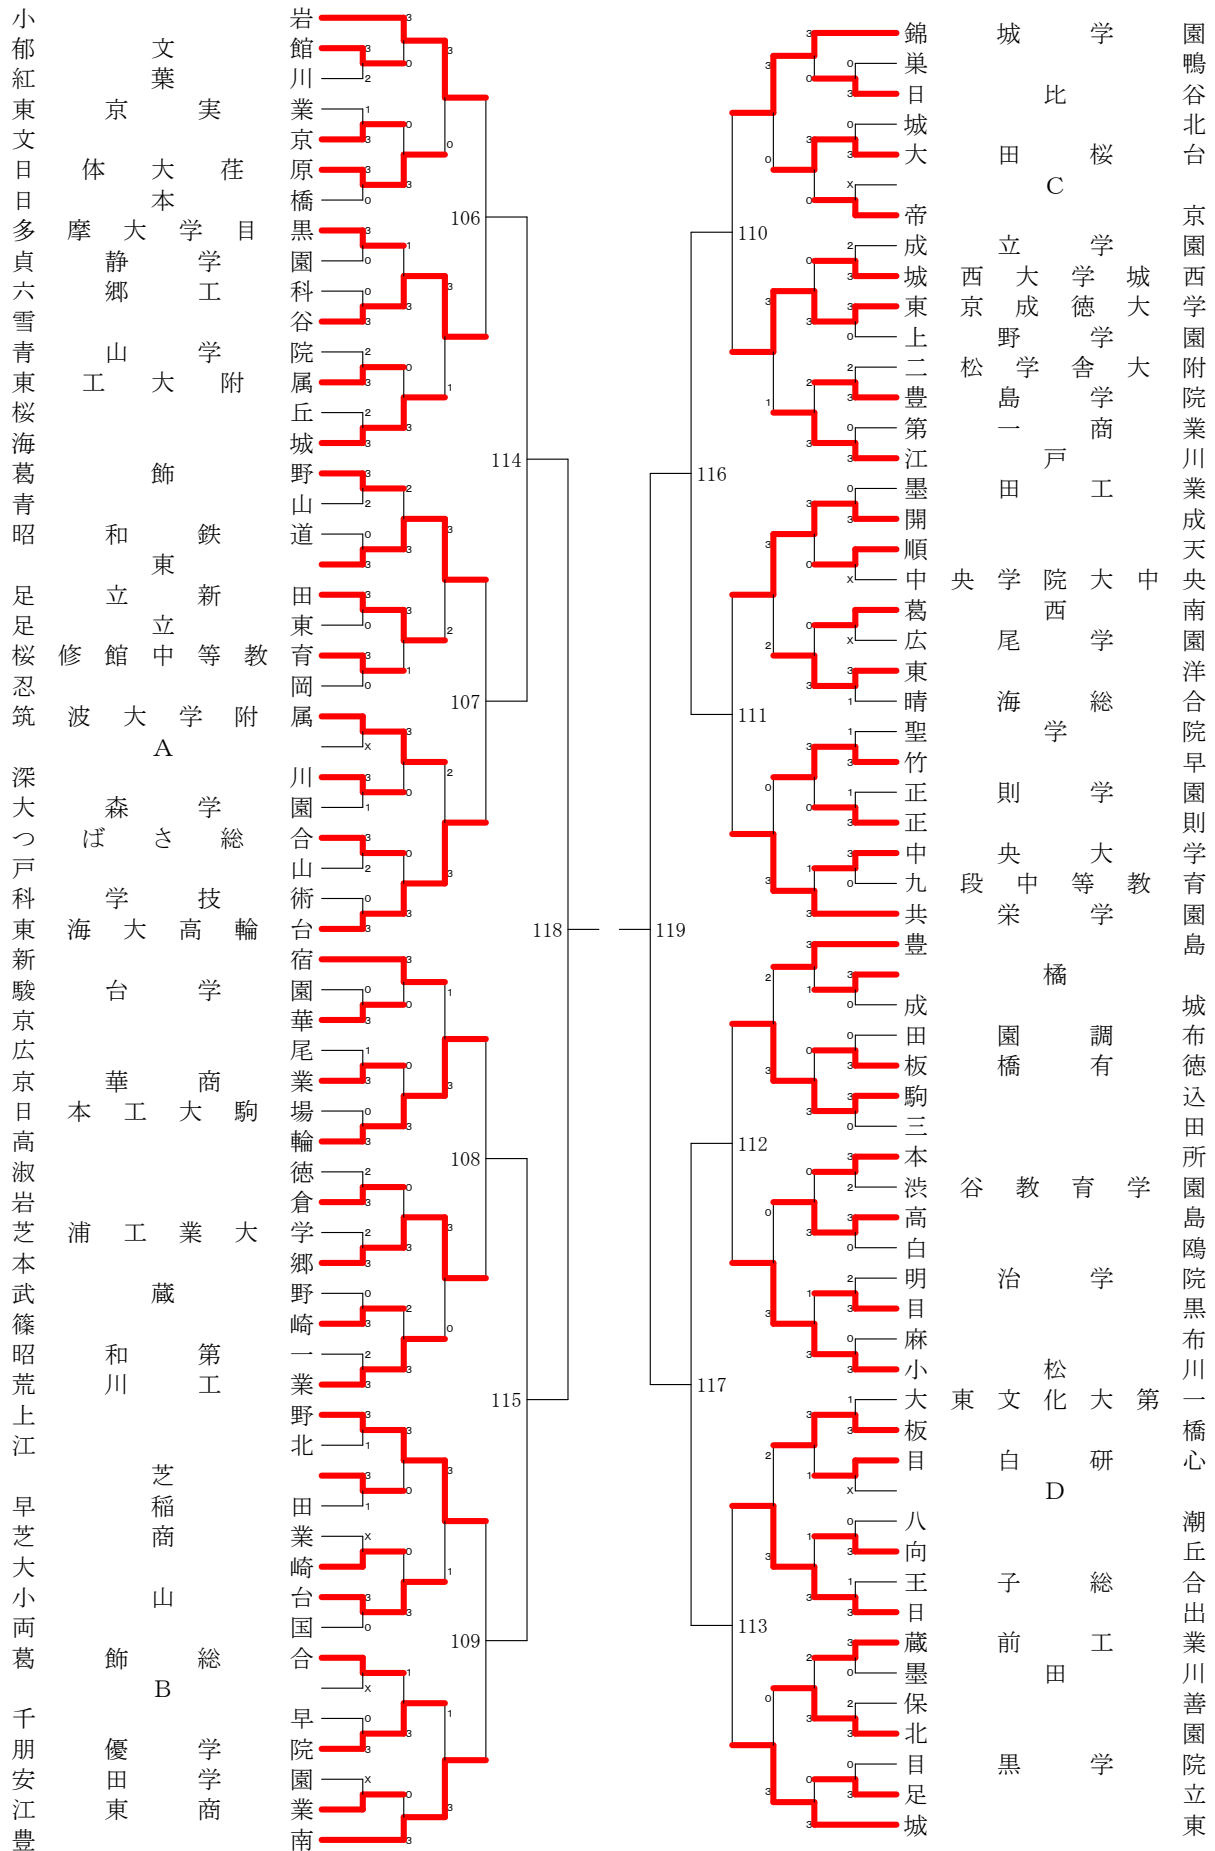 小岩
郁文館
紅葉川
東京実業
文京
日体大荏原
日本橋
多摩大学目黒
貞静学園
六郷工科
雪谷
青山学院
東工大附属
桜丘
海城
葛飾野
青山
昭和鉄道
東
足立新田
足立東
桜修館中等教育
忍岡
筑波大学附属
A
深川
大森学園
つばさ総合
戸山
科学技術
東海大高輪台
新宿
駿台学園
京華
広尾
京華商業
日本工大駒場
高輪
淑徳
岩倉
芝浦工業大学
本郷
武蔵野
篠崎
昭和第一
荒川工業
上野
江北
芝
早稲田
芝商業
大崎
小山台
両国
葛飾総合
B
千早
朋優学院
安田学園
江東商業
豊南
106
114
107
118
108
115
109
110
116
111
119
112
117
113
錦城学園
巣鴨
日比谷
城北
大田桜台
C
帝京
成立学園
城西大学城西
東京成徳大学
上野学園
二松学舎大附
豊島学院
第一商業
江戸川
墨田工業
開成
順天
中央学院大中央
葛西南
広尾学園
東洋
晴海総合
聖学院
竹早
正則学園
正則
中央大学
九段中等教育
共栄学園
豊島
橘
成城
田園調布
板橋有徳
駒込
三田
本所
渋谷教育学園
高島
白鴎
明治学院
目黒
麻布
小松川
大東文化大第一
板橋
目白研心
D
八潮
向丘
王子総合
日出
蔵前工業
墨田川
保善
北園
目黒学院
足立
城東